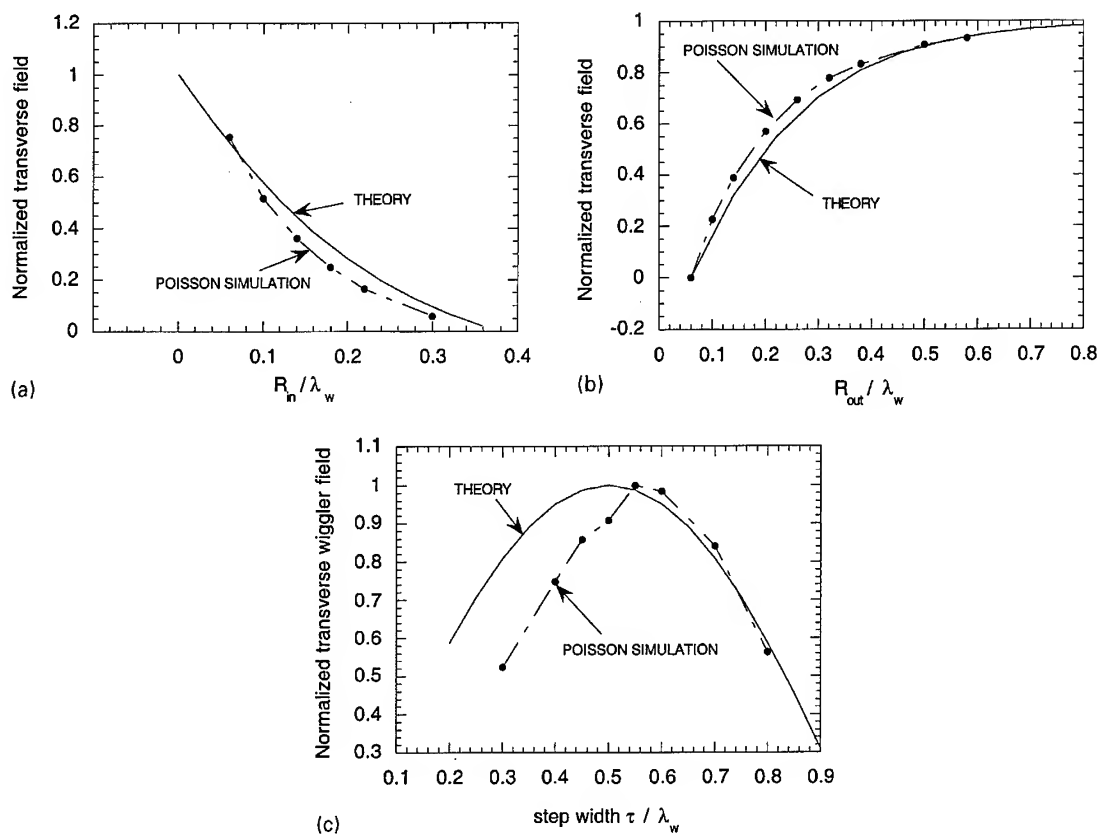 1.2
1
0.8
0.6
0.4
0.2
0
Normalized transverse field
THEORY
POISSON SIMULATION
0 0.1 0.2 0.3 0.4
R_in / λ_w
(a)
1
0.8
0.6
0.4
0.2
0
-0.2
Normalized transverse field
POISSON SIMULATION
THEORY
0 0.1 0.2 0.3 0.4 0.5 0.6 0.7 0.8
R_out / λ_w
(b)
1.1
1
0.9
0.8
0.7
0.6
0.5
0.4
0.3
Normalized transverse wiggler field
THEORY
POISSON SIMULATION
0.1 0.2 0.3 0.4 0.5 0.6 0.7 0.8 0.9
step width τ / λ_w
(c)